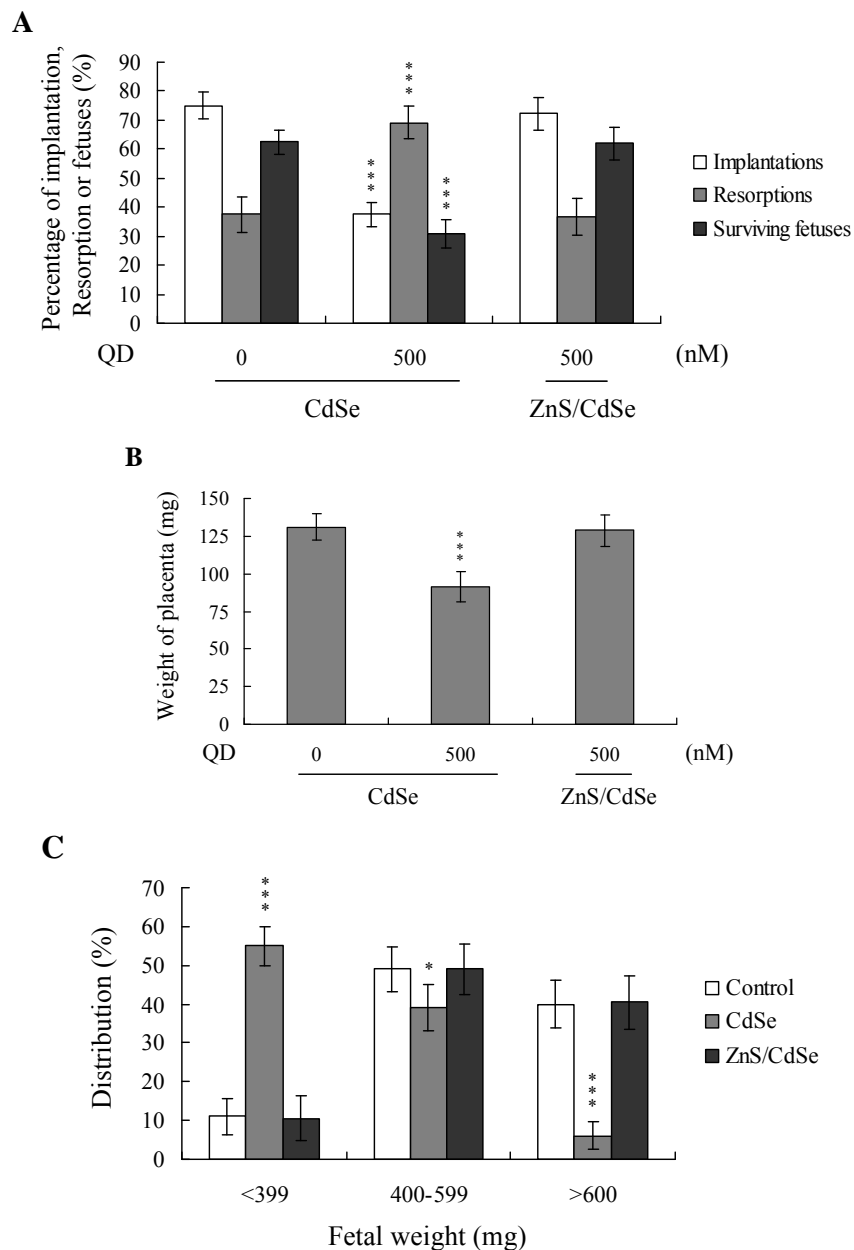 A
Percentage of implantation,
Resorption or fetuses (%)
90
80
70
60
50
40
30
20
10
0
***
***
***
Implantations
Resorptions
Surviving fetuses
QD 0 500 500 (nM)
CdSe ZnS/CdSe
B
Weight of placenta (mg)
150
125
100
75
50
25
0
***
QD 0 500 500 (nM)
CdSe ZnS/CdSe
C
Distribution (%)
70
60
50
40
30
20
10
0
***
*
***
Control
CdSe
ZnS/CdSe
<399 400-599 >600
Fetal weight (mg)